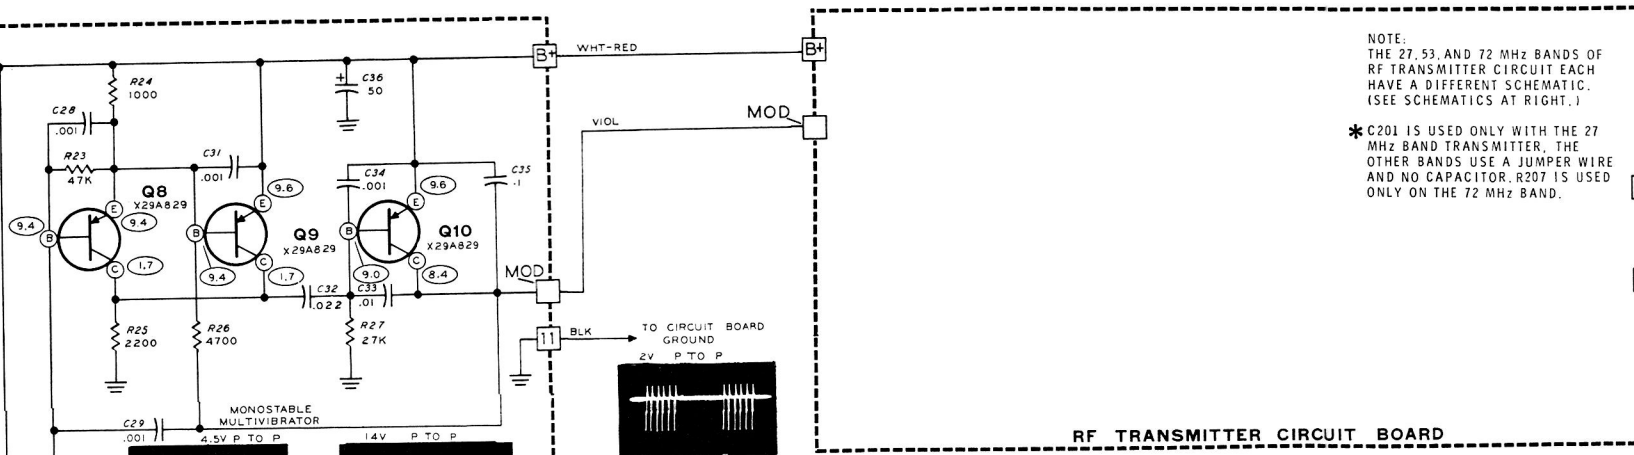 B+
WHT-RED
B+
NOTE:
THE 27, 53, AND 72 MHz BANDS OF
RF TRANSMITTER CIRCUIT EACH
HAVE A DIFFERENT SCHEMATIC.
(SEE SCHEMATICS AT RIGHT.)
* C201 IS USED ONLY WITH THE 27
MHz BAND TRANSMITTER, THE
OTHER BANDS USE A JUMPER WIRE
AND NO CAPACITOR. R207 IS USED
ONLY ON THE 72 MHz BAND.
R24
1000
+
C36
50
C28
.001
VIOL
MOD
R23
47K
C31
.001
C34
.001
C35
.1
Q8
X29A829
E
9.4
B
9.4
C
1.7
Q9
X29A829
E
9.6
B
9.4
C
1.7
Q10
X29A829
E
9.6
B
9.0
C
8.4
MOD
C32
.022
C33
.01
R25
2200
R26
4700
R27
27K
11
BLK
TO CIRCUIT BOARD
GROUND
2V P TO P
C29
.001
MONOSTABLE
MULTIVIBRATOR
4.5V P TO P
14V P TO P
RF TRANSMITTER CIRCUIT BOARD